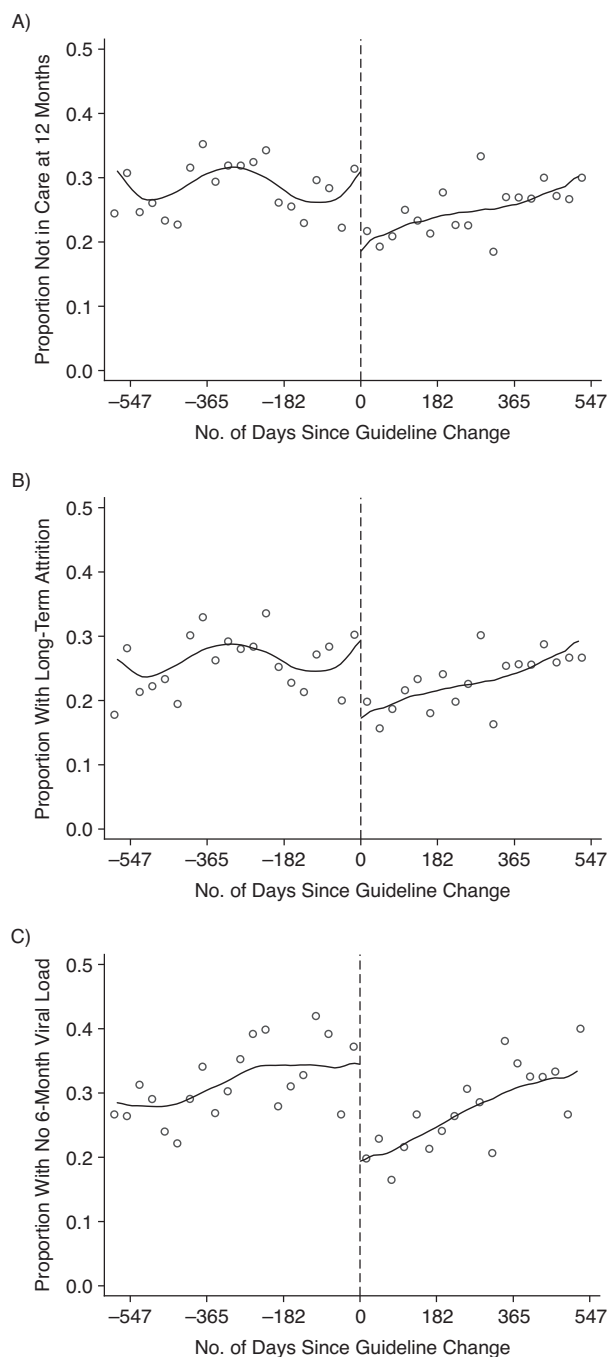 A)
0.5
0.4
0.3
0.2
0.1
0.0
Proportion Not in Care at 12 Months
−547 −365 −182 0 182 365 547
No. of Days Since Guideline Change
B)
0.5
0.4
0.3
0.2
0.1
0.0
Proportion With Long-Term Attrition
−547 −365 −182 0 182 365 547
No. of Days Since Guideline Change
C)
0.5
0.4
0.3
0.2
0.1
0.0
Proportion With No 6-Month Viral Load
−547 −365 −182 0 182 365 547
No. of Days Since Guideline Change